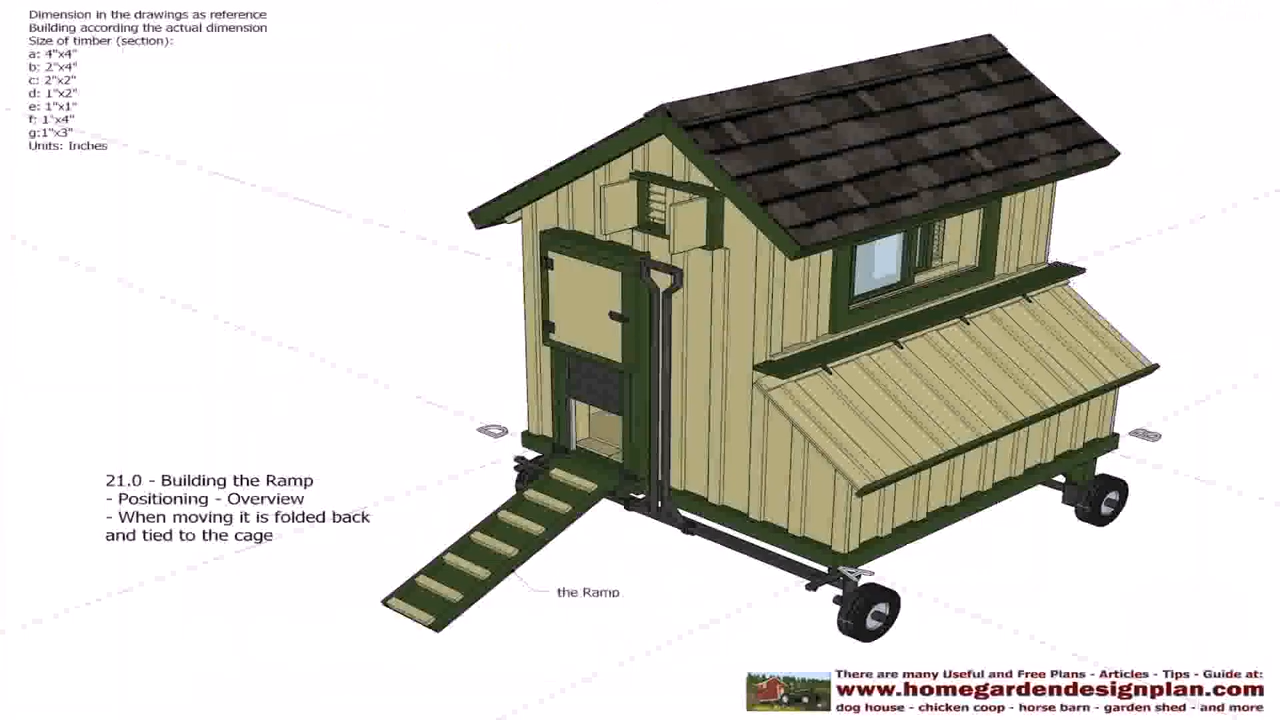 Dimension in the drawings as reference
Building according the actual dimension
Size of timber (section):
a: 4"x4"
b: 2"x4"
c: 2"x2"
d: 1"x2"
e: 1"x1"
f: 1"x4"
g:1"x3"
Units: Inches
D
B
21.0 - Building the Ramp
- Positioning - Overview
- When moving it is folded back
and tied to the cage
A
the Ramp
There are many Useful and Free Plans - Articles - Tips - Guide at:
www.homegardendesignplan.com
dog house - chicken coop - horse barn - garden shed - and more